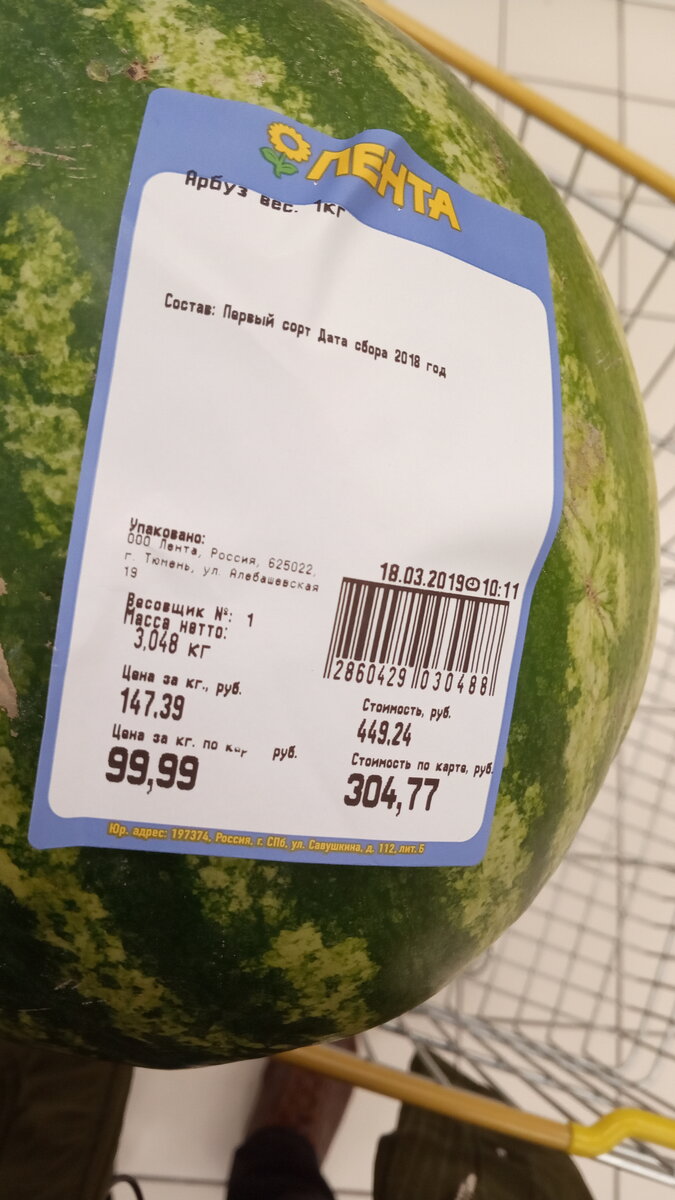 ЛЕНТА
Арбуз вес. 1кг
Состав: Первый сорт Дата сбора 2018 год
Упаковано:
ООО Лента, Россия, 625022,
г. Тюмень, ул. Алебашевская
19
18.03.2019 10:11
Весовщик №: 1
Масса нетто:
3,048 кг
2860429 030488
Цена за кг., руб.
147.39
Стоимость, руб.
449.24
Цена за кг. по руб.
99,99
Стоимость по карте, руб.
304,77
Юр. адрес: 197374, Россия, г. СПб, ул. Савушкина, д. 112, лит. Б